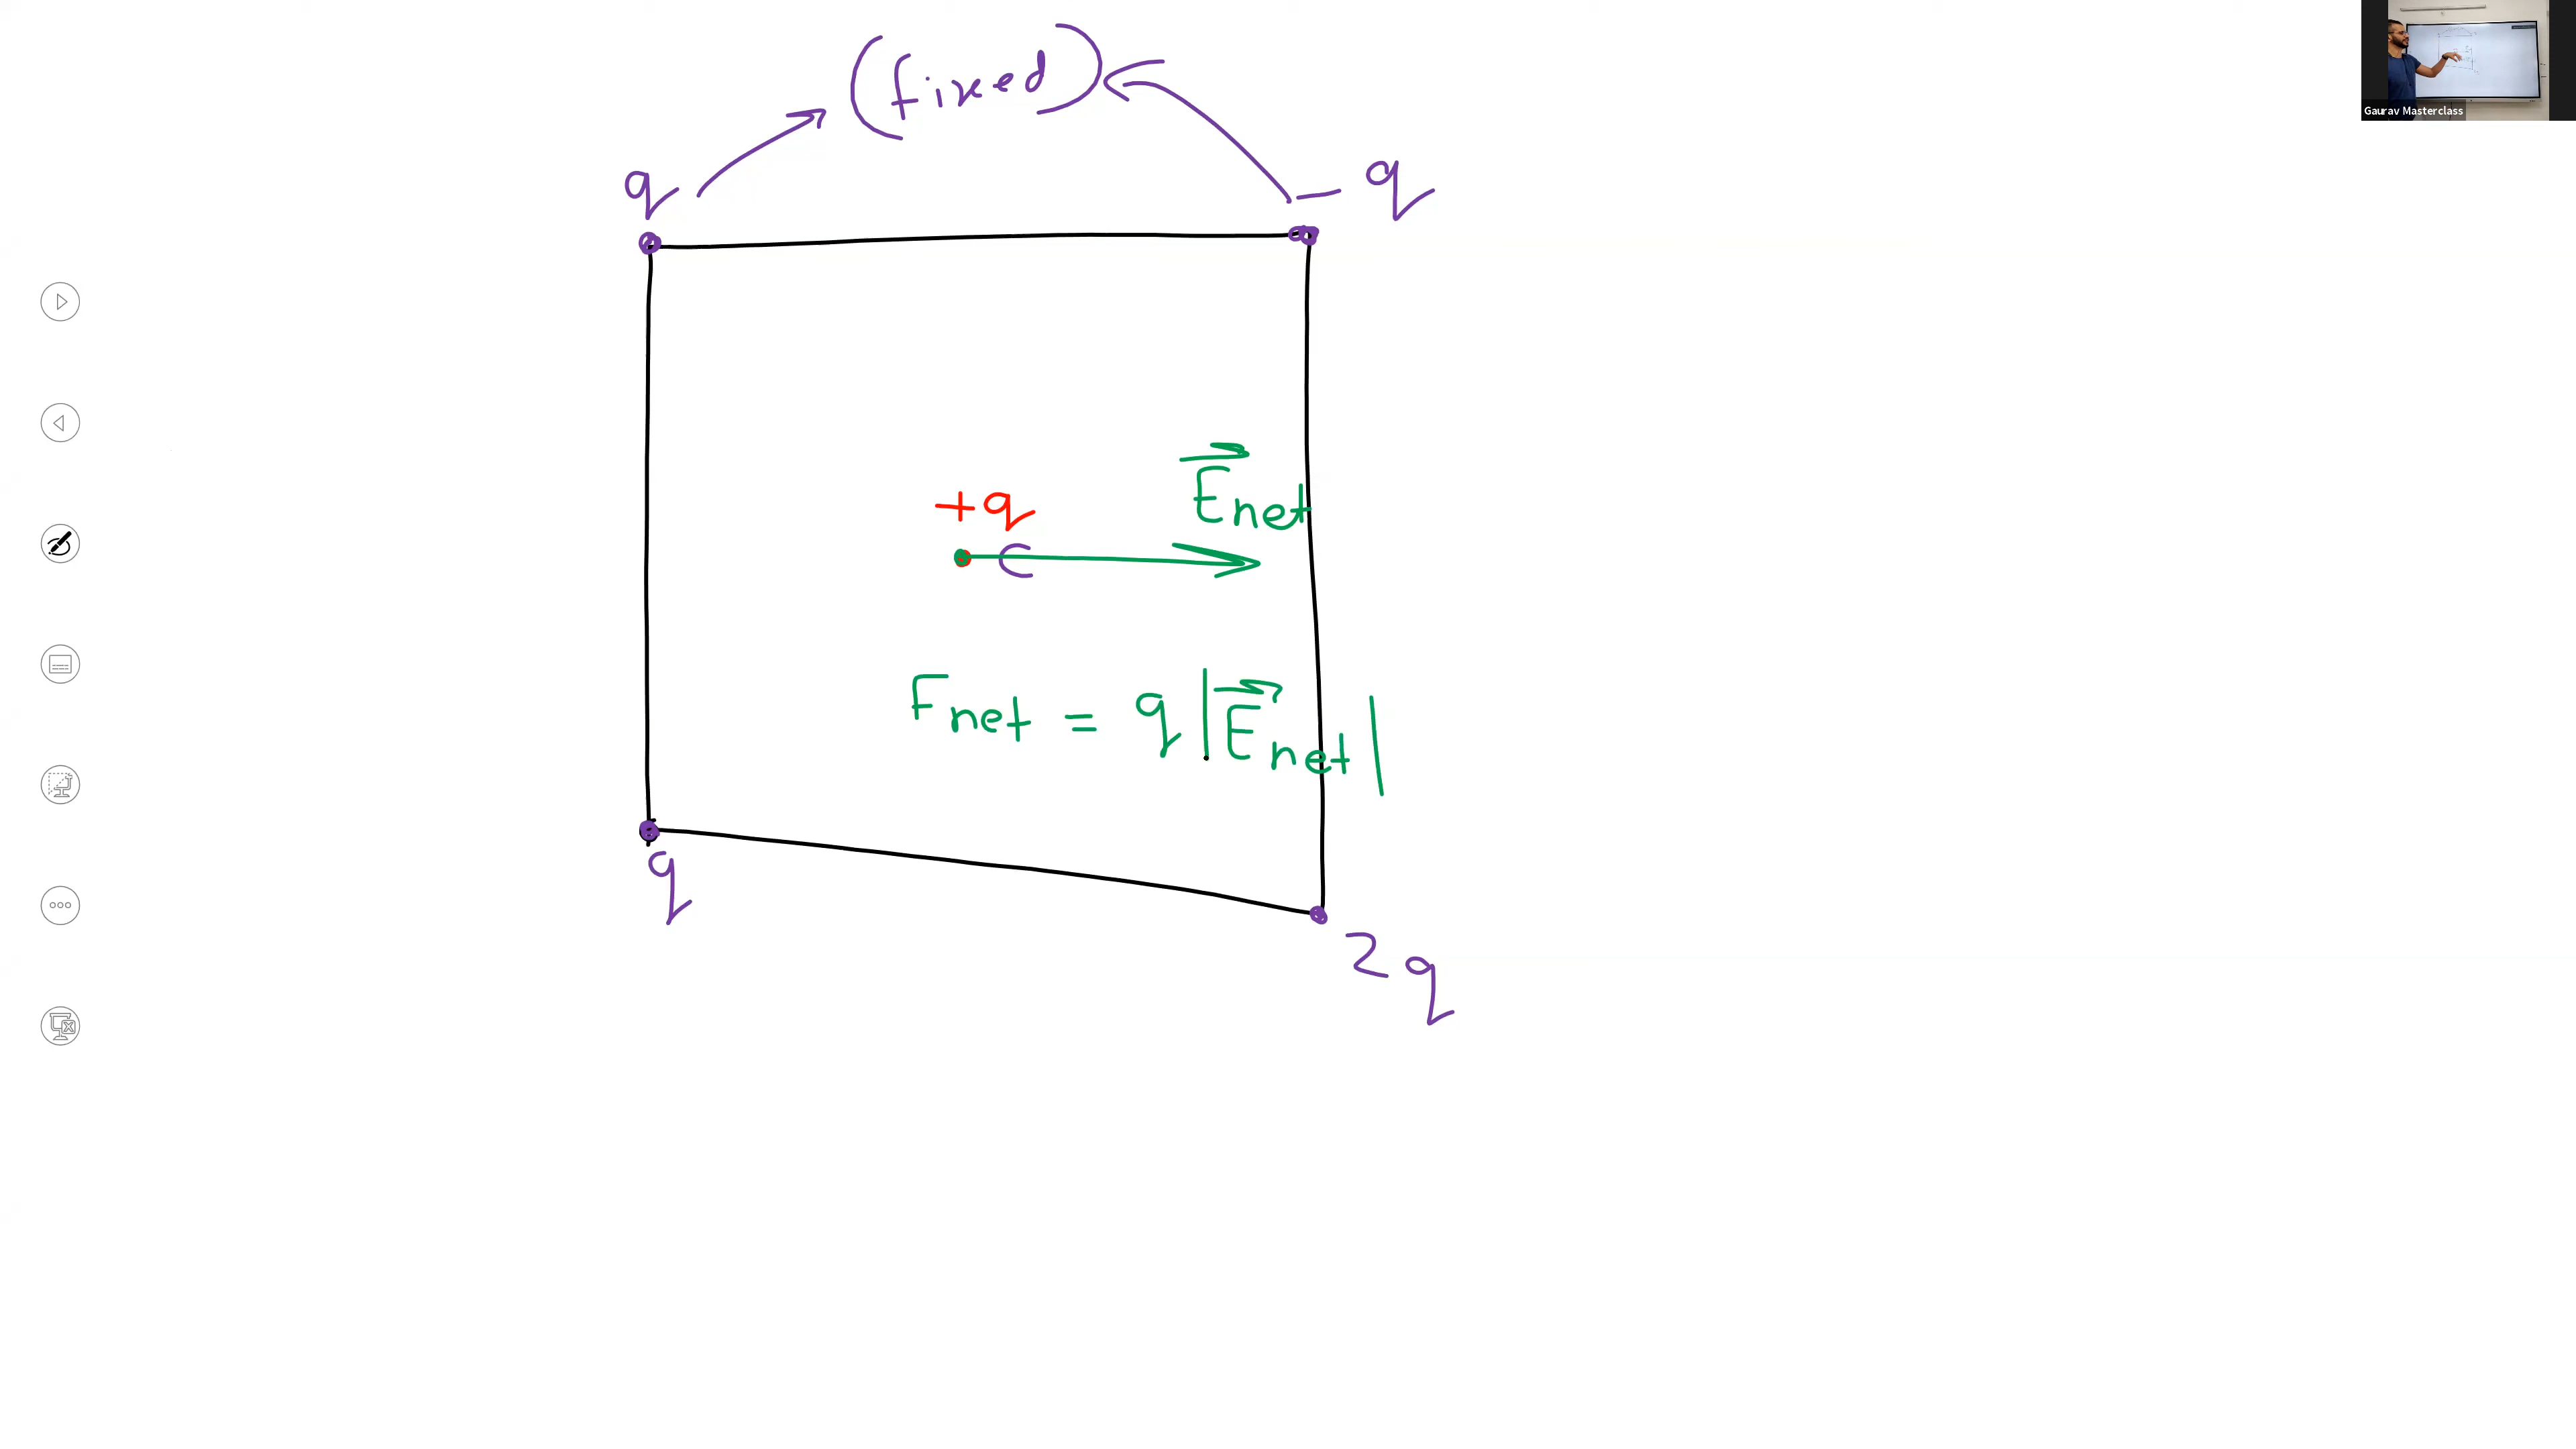 (fixed)
q
- q
Gaurav Masterclass
E⃗net
+q
Fnet = q|E⃗net|
q
2q